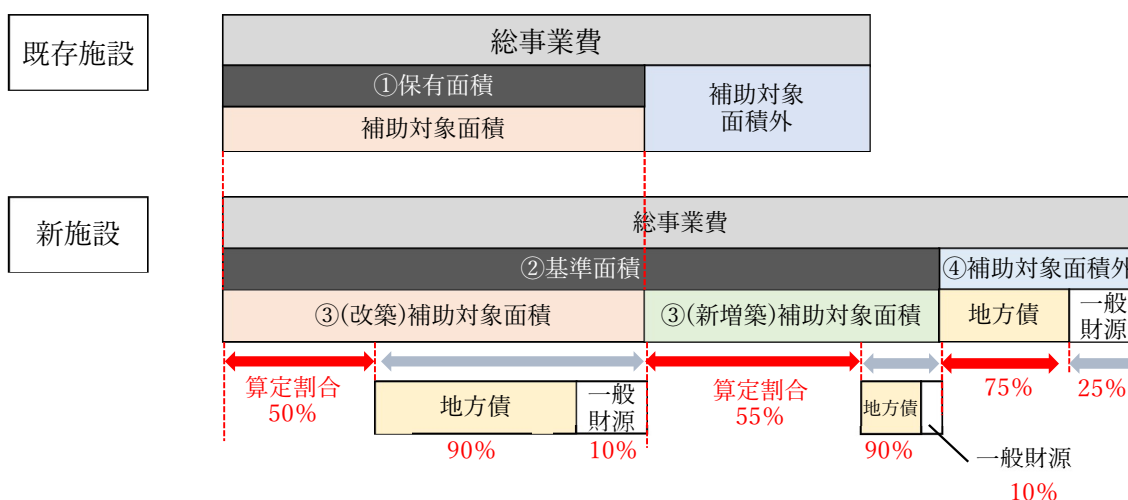 既存施設
総事業費
①保有面積
補助対象面積
補助対象
面積外
新施設
総事業費
②基準面積
④補助対象面積外
③(改築)補助対象面積
③(新増築)補助対象面積
地方債
一般
財源
算定割合
50%
地方債
一般
財源
90%
10%
算定割合
55%
地方債
90%
一般財源
10%
75%
25%